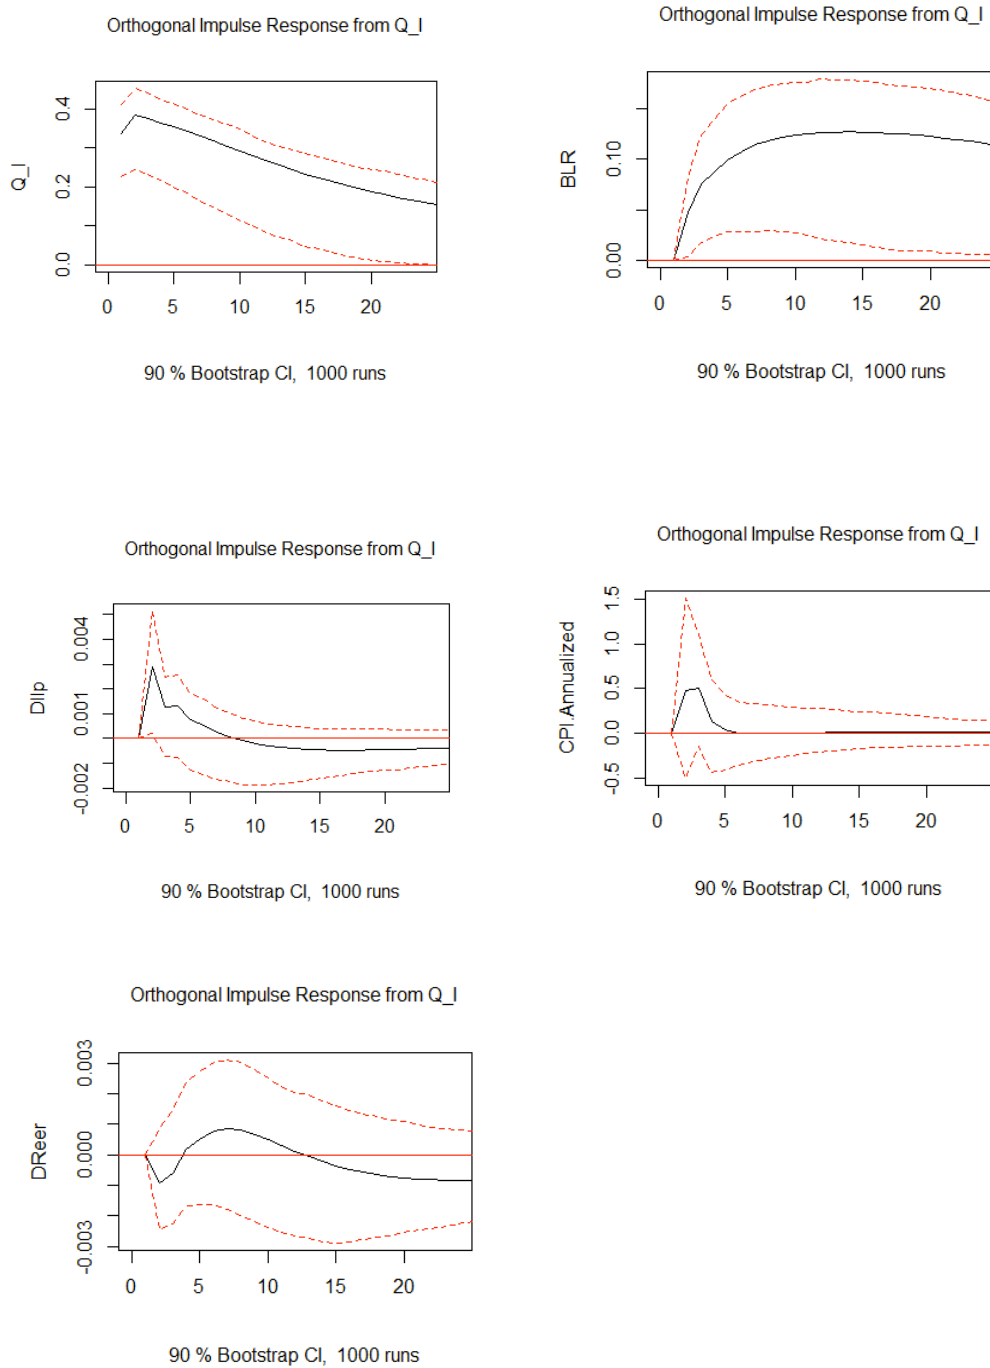 Orthogonal Impulse Response from Q_I
Q_I
0.4
0.2
0.0
0 5 10 15 20
90 % Bootstrap CI, 1000 runs
Orthogonal Impulse Response from Q_I
BLR
0.10
0.00
0 5 10 15 20
90 % Bootstrap CI, 1000 runs
Orthogonal Impulse Response from Q_I
DIIp
0.004
0.001
-0.002
0 5 10 15 20
90 % Bootstrap CI, 1000 runs
Orthogonal Impulse Response from Q_I
CPI.Annualized
1.5
1.0
0.5
0.0
-0.5
0 5 10 15 20
90 % Bootstrap CI, 1000 runs
Orthogonal Impulse Response from Q_I
DReer
0.003
0.000
-0.003
0 5 10 15 20
90 % Bootstrap CI, 1000 runs